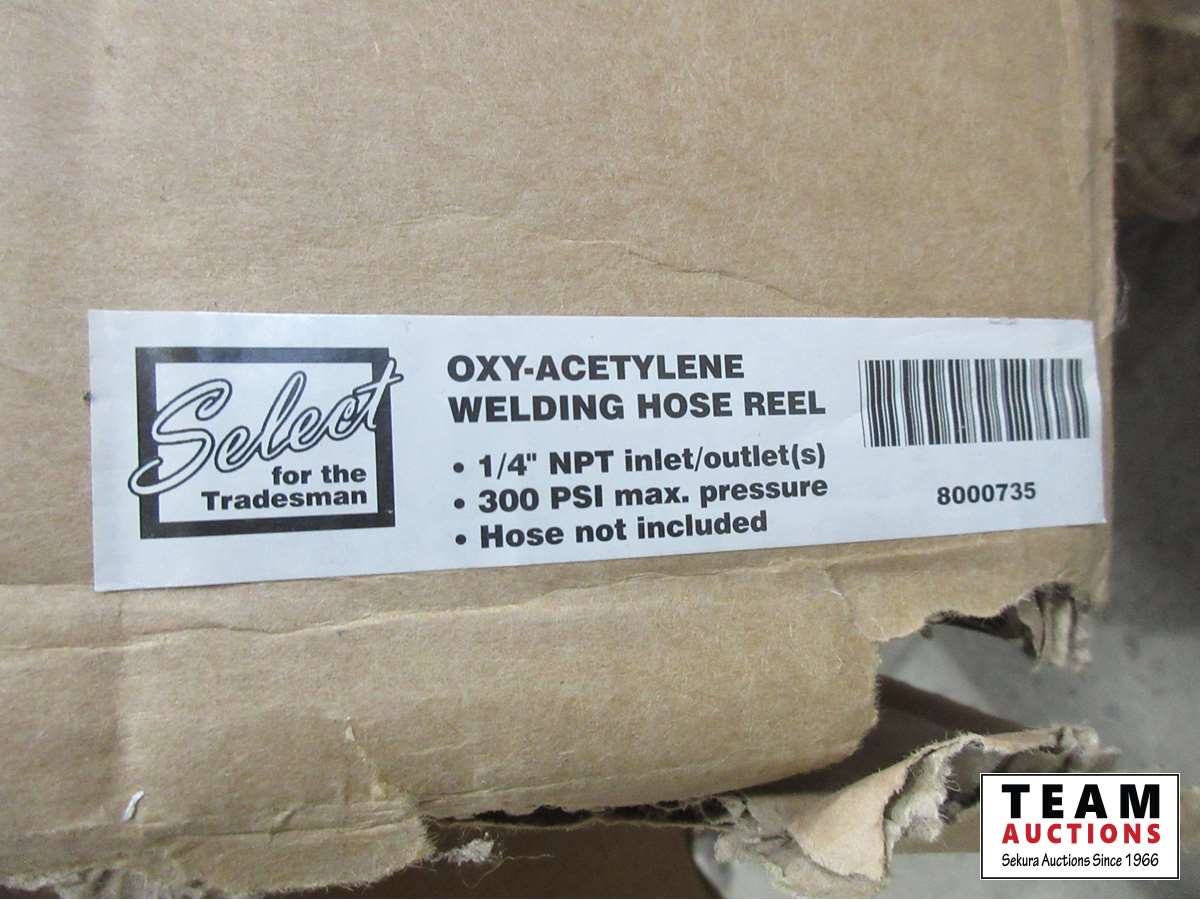 Select
for the
Tradesman
OXY-ACETYLENE
WELDING HOSE REEL
• 1/4" NPT inlet/outlet(s)
• 300 PSI max. pressure
• Hose not included
8000735
TEAM
AUCTIONS
Sekura Auctions Since 1966